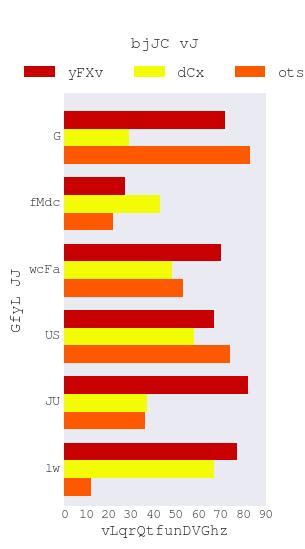 bjJC vJ
yFXv dCx ots
G
fMdc
wcFa
US
JU
lw
GfyL JJ
0 10 20 30 40 50 60 70 80 90
vLqrQtfunDVGhz